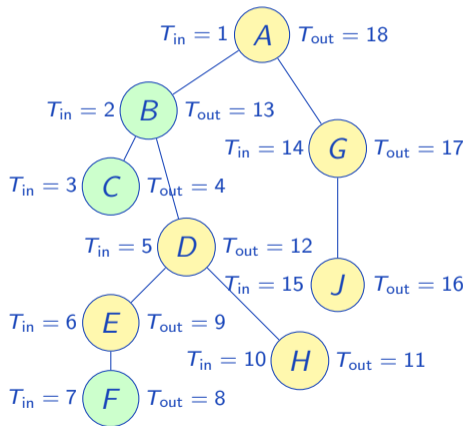 T_in = 1 A T_out = 18
T_in = 2 B T_out = 13
T_in = 14 G T_out = 17
T_in = 3 C T_out = 4
T_in = 5 D T_out = 12
T_in = 15 J T_out = 16
T_in = 6 E T_out = 9
T_in = 10 H T_out = 11
T_in = 7 F T_out = 8